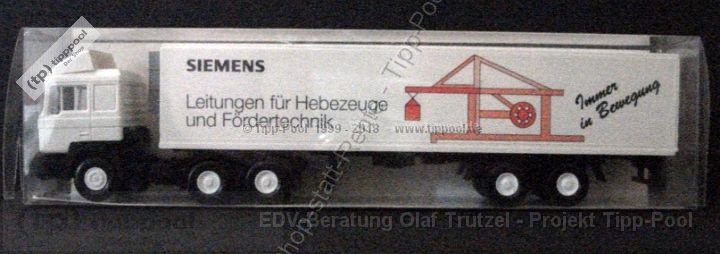 (tp) tipppool
SIEMENS
Leitungen für Hebezeuge
und Fördertechnik
Immer
in Bewegung
© Tipp-Pool 1999 - 2018 www.tipppool.de
EDV-Beratung Olaf Trutzel - Projekt Tipp-Pool